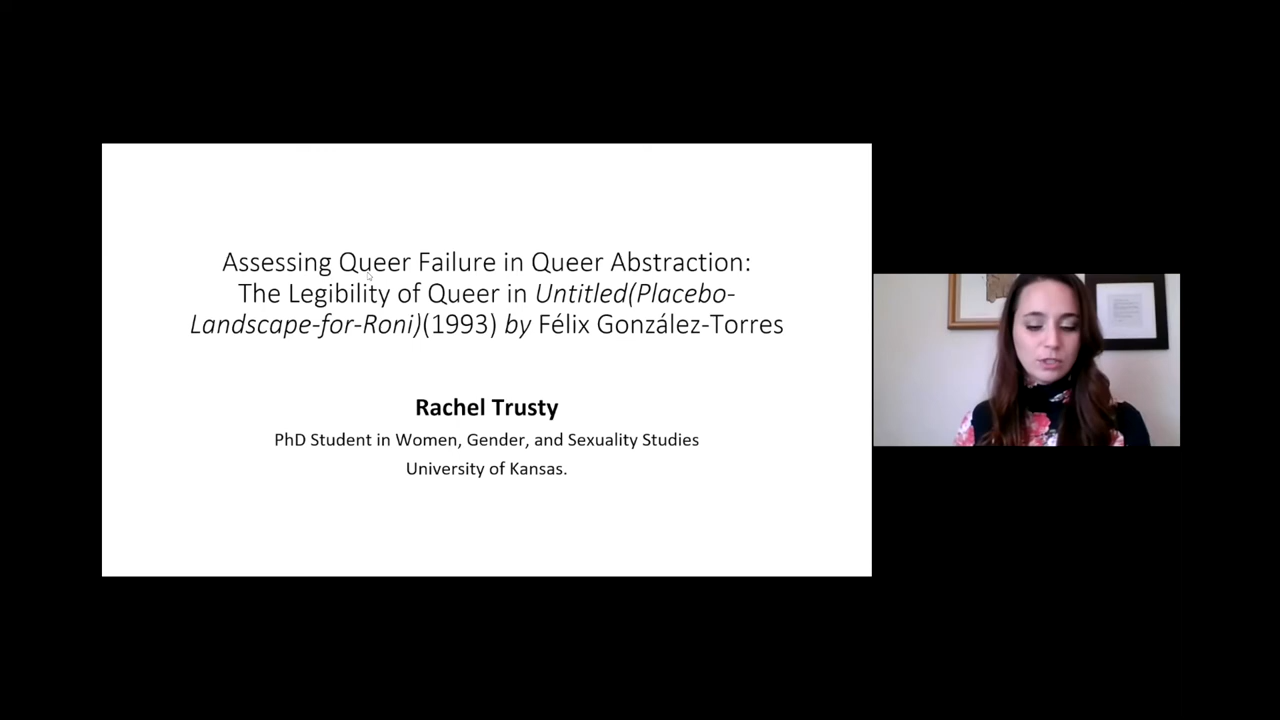 Assessing Queer Failure in Queer Abstraction:
The Legibility of Queer in Untitled(Placebo-
Landscape-for-Roni)(1993) by Félix González-Torres
Rachel Trusty
PhD Student in Women, Gender, and Sexuality Studies
University of Kansas.